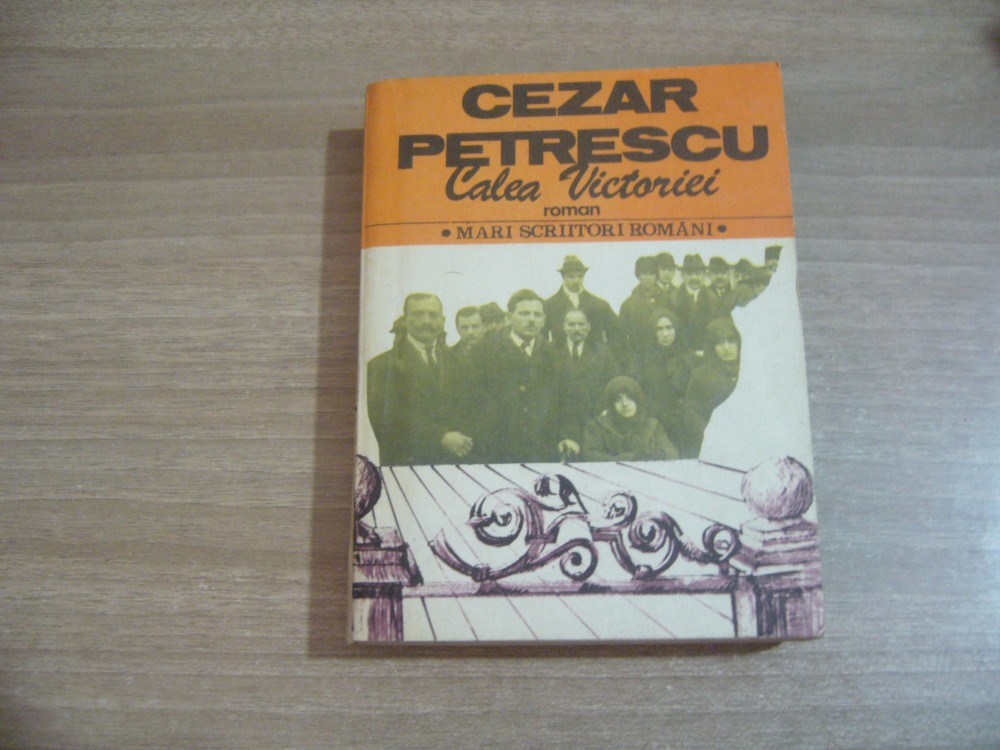 CEZAR
PETRESCU
Calea Victoriei
roman
• MARI SCRIITORI ROMÂNI •